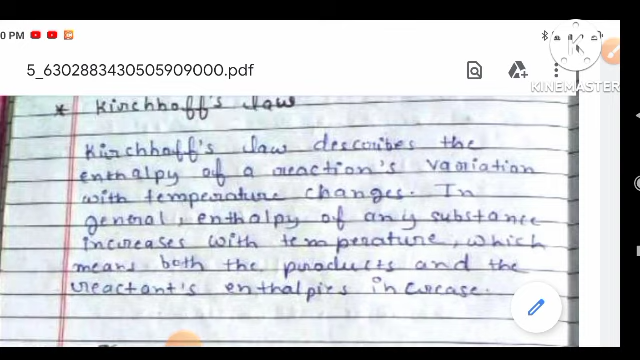 0 PM
5_6302883430505909000.pdf
K
KINEMASTER
* Kirchhoff's law
Kirchhoff's law describes the
enthalpy of a reaction's variation
with temperature changes. In
general, enthalpy of any substance
increases with temperature, which
means both the products and the
reactant's enthalpies increase.